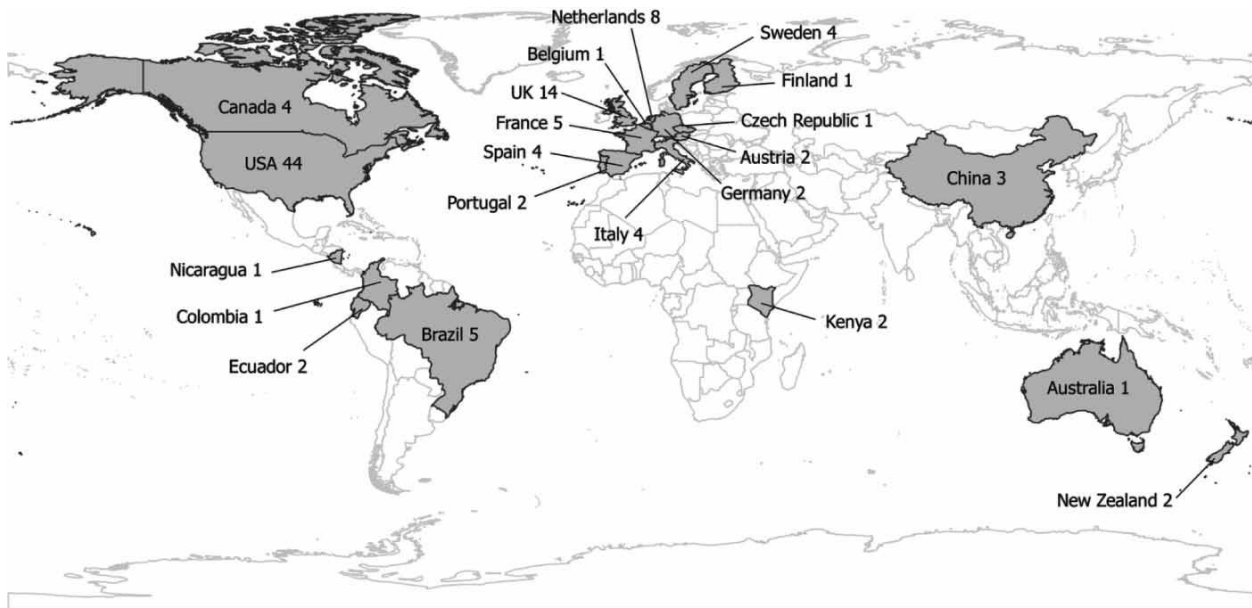 Netherlands 8
Sweden 4
Belgium 1
Finland 1
UK 14
Canada 4
Czech Republic 1
France 5
Spain 4
Austria 2
USA 44
China 3
Germany 2
Portugal 2
Italy 4
Nicaragua 1
Colombia 1
Kenya 2
Brazil 5
Ecuador 2
Australia 1
New Zealand 2